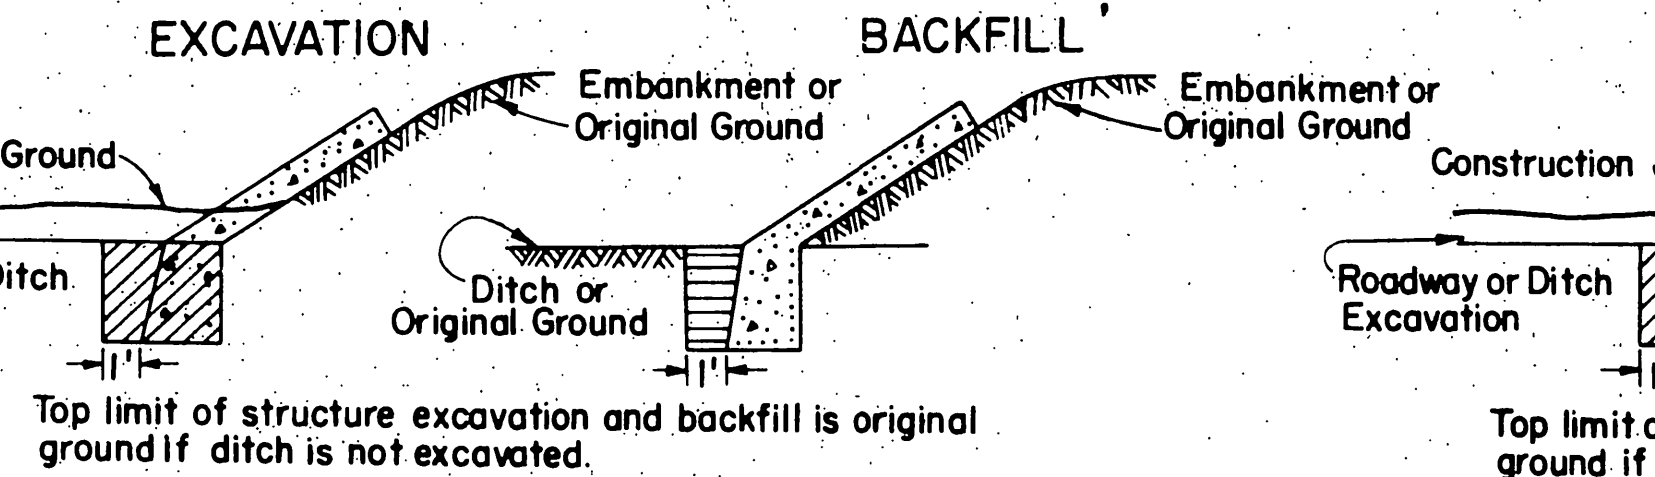 EXCAVATION
BACKFILL
Embankment or
Original Ground
Embankment or
Original Ground
Ground
Construction
Ditch
Ditch or
Original Ground
Roadway or Ditch
Excavation
1'
1'
Top limit of structure excavation and backfill is original
ground if ditch is not excavated.
Top limit
ground if